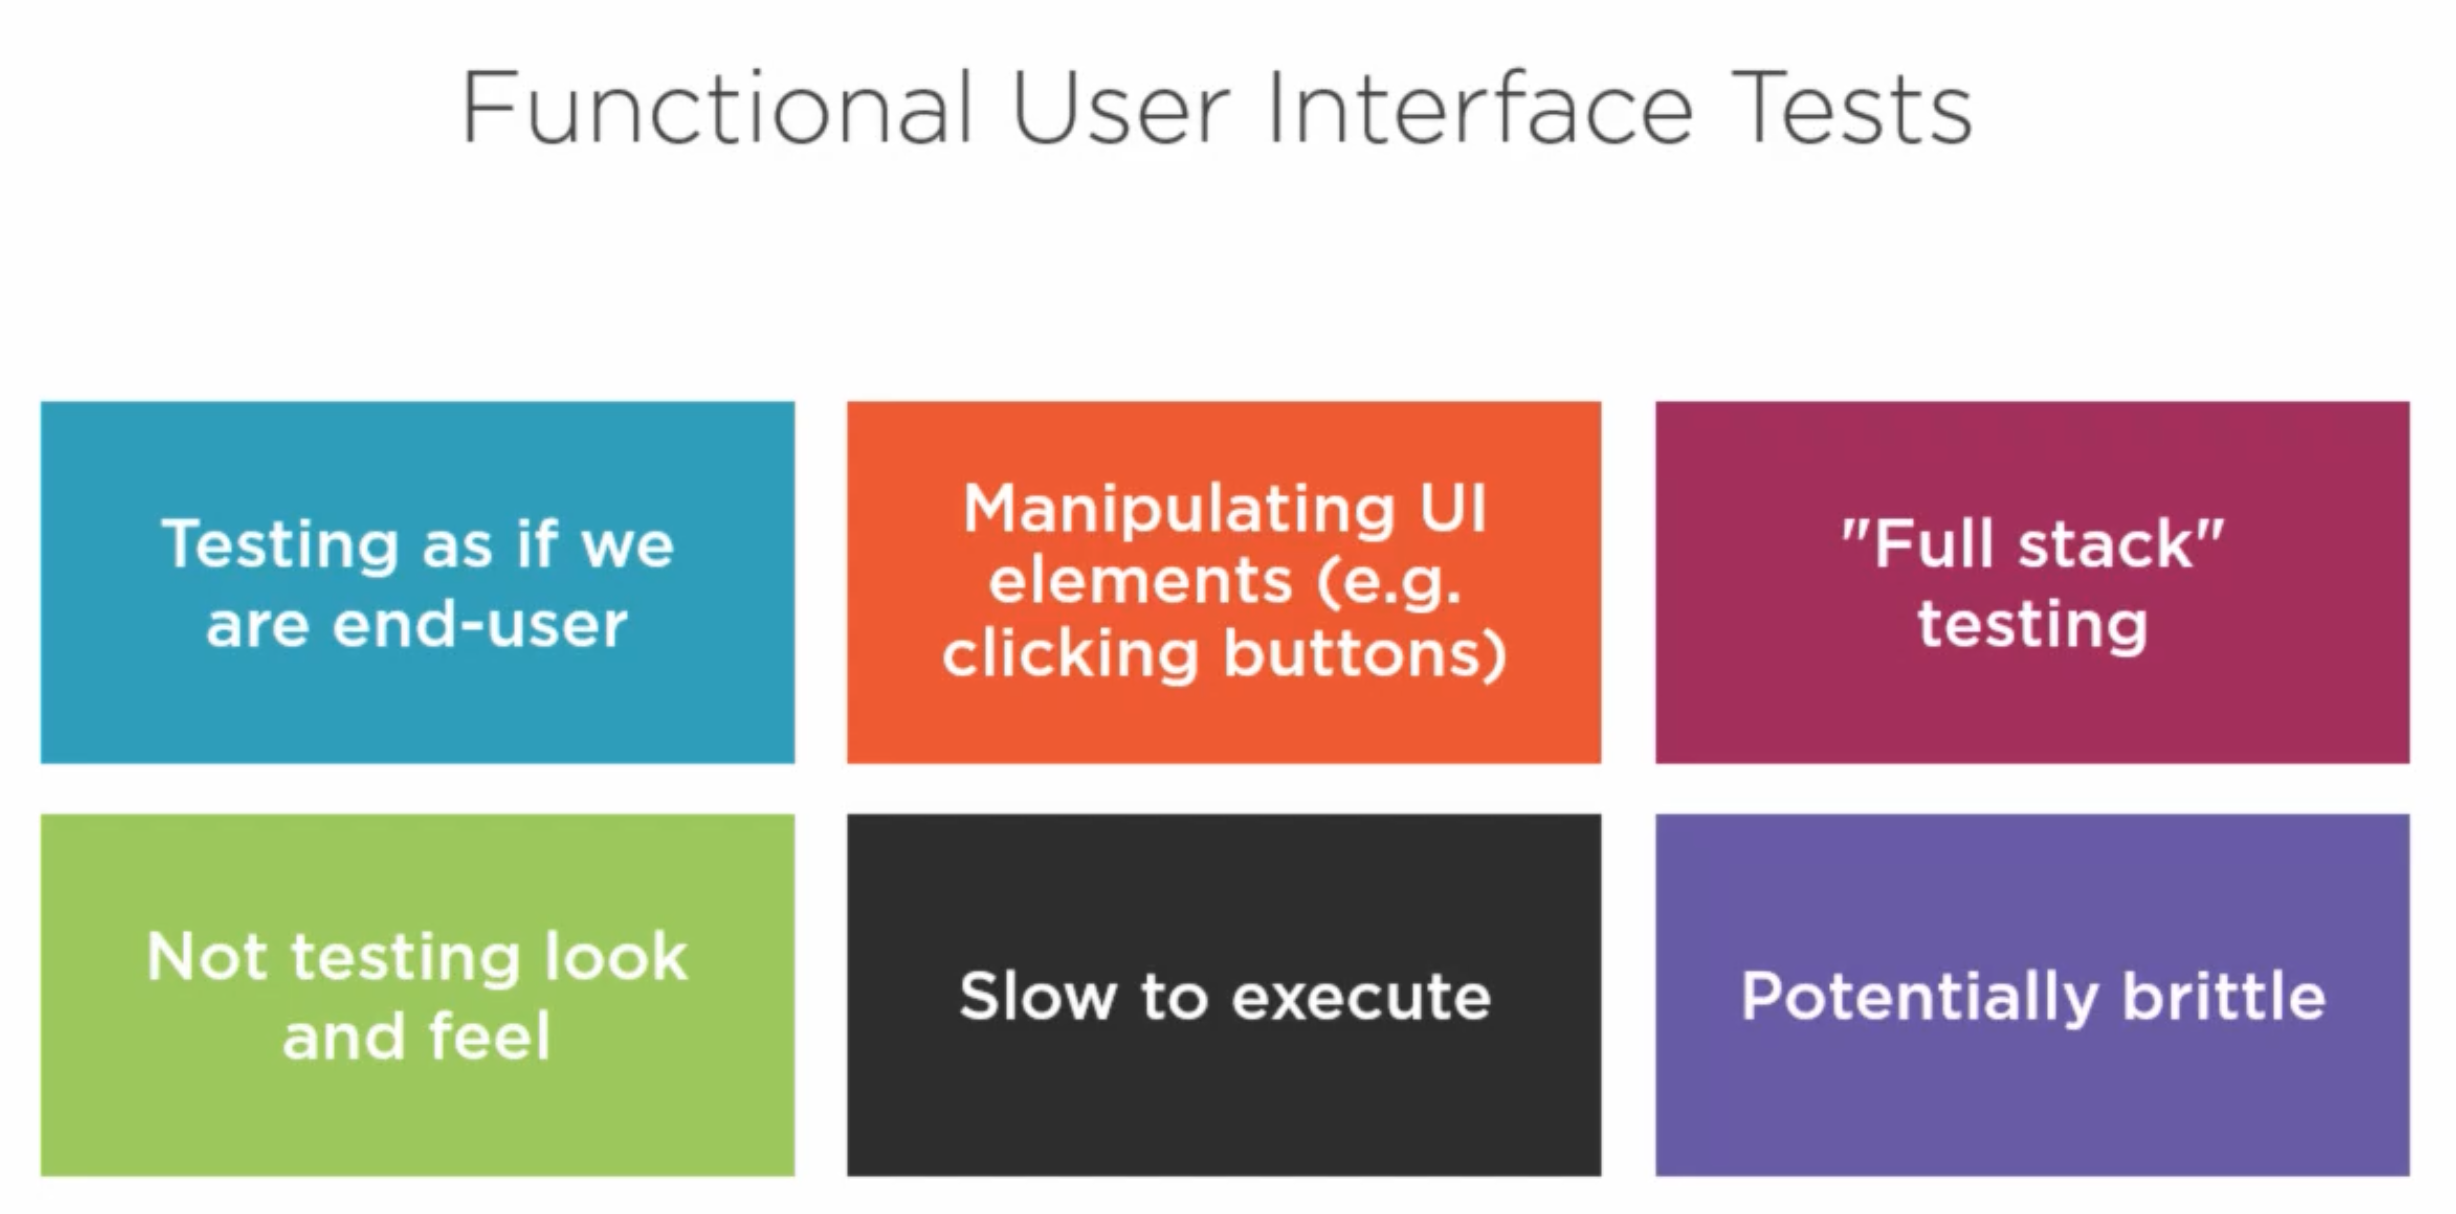 Functional User Interface Tests
Testing as if we
are end-user
Manipulating UI
elements (e.g.
clicking buttons)
"Full stack"
testing
Not testing look
and feel
Slow to execute
Potentially brittle